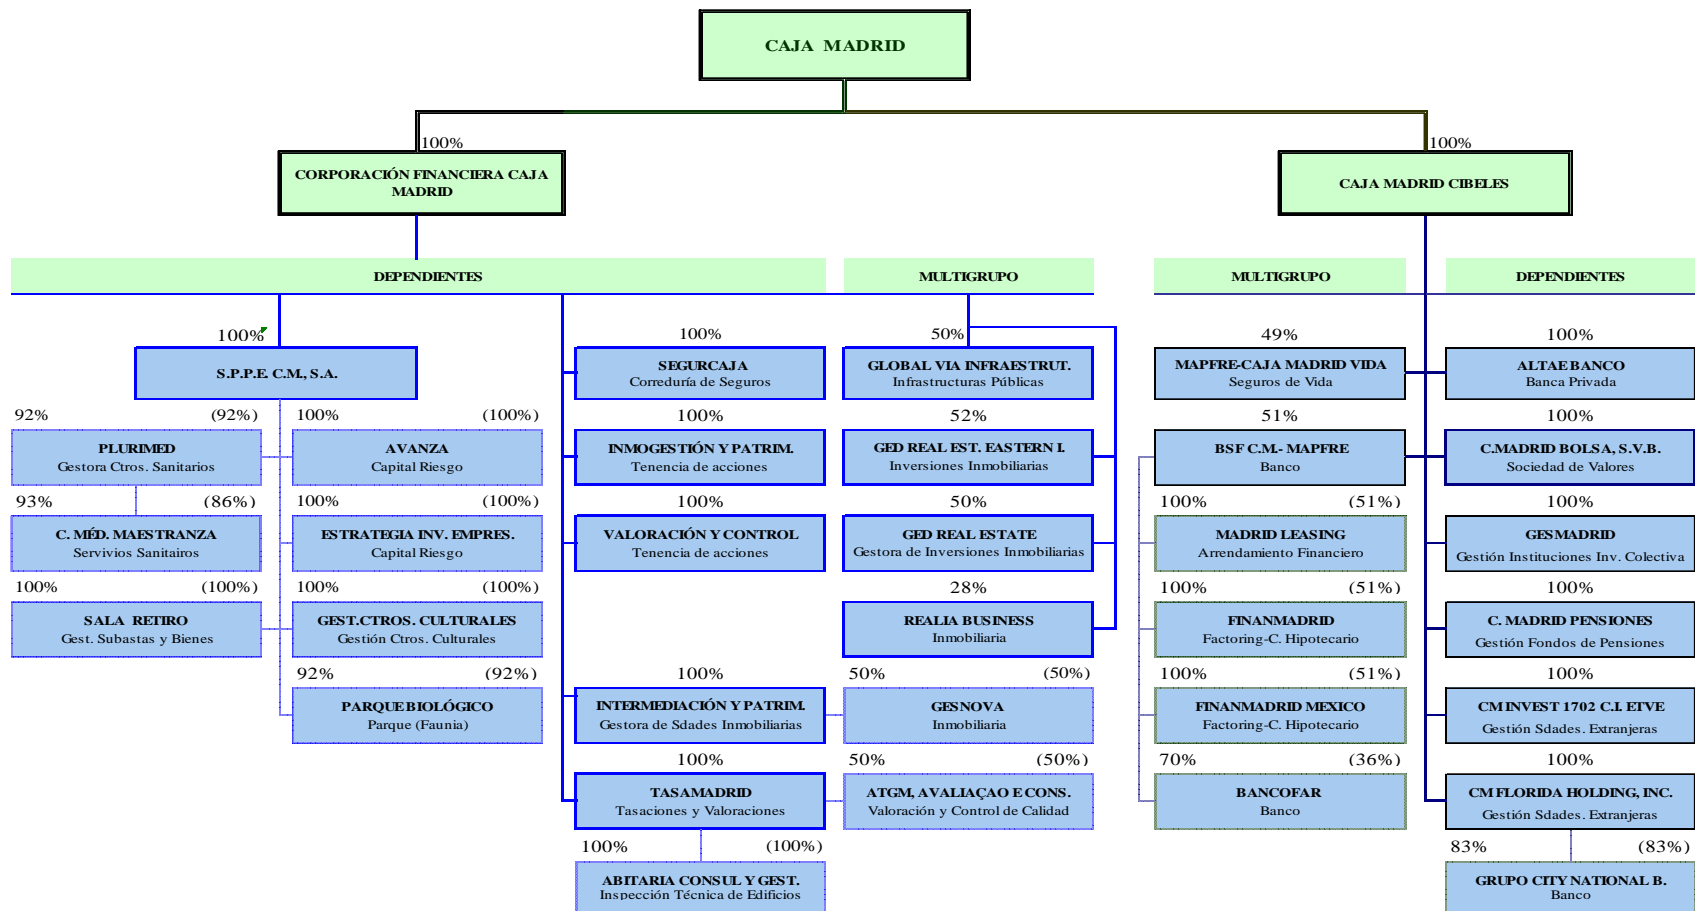 CAJA MADRID
100%
100%
CORPORACIÓN FINANCIERA CAJA
MADRID
CAJA MADRID CIBELES
DEPENDIENTES
MULTIGRUPO
MULTIGRUPO
DEPENDIENTES
100%
S.P.P.E. C.M., S.A.
92% (92%)
PLURIMED
Gestora Ctros. Sanitarios
93% (86%)
C. MÉD. MAESTRANZA
Servivios Sanitairos
100% (100%)
SALA RETIRO
Gest. Subastas y Bienes
100% (100%)
AVANZA
Capital Riesgo
100% (100%)
ESTRATEGIA INV. EMPRES.
Capital Riesgo
100% (100%)
GEST.CTROS. CULTURALES
Gestión Ctros. Culturales
92% (92%)
PARQUE BIOLÓGICO
Parque (Faunia)
100%
SEGURCAJA
Correduría de Seguros
100%
INMOGESTIÓN Y PATRIM.
Tenencia de acciones
100%
VALORACIÓN Y CONTROL
Tenencia de acciones
100%
INTERMEDIACIÓN Y PATRIM.
Gestora de Sdades Inmobiliarias
100%
TASAMADRID
Tasaciones y Valoraciones
100% (100%)
ABITARIA CONSUL Y GEST.
Inspección Técnica de Edificios
50%
GLOBAL VIA INFRAESTRUT.
Infrastructuras Públicas
52%
GED REAL EST. EASTERN I.
Inversiones Inmobiliarias
50%
GED REAL ESTATE
Gestora de Inversiones Inmobiliarias
28%
REALIA BUSINESS
Inmobiliaria
50% (50%)
GESNOVA
Inmobiliaria
50% (50%)
ATGM, AVALIAÇAO E CONS.
Valoración y Control de Calidad
49%
MAPFRE-CAJA MADRID VIDA
Seguros de Vida
51%
BSF C.M.- MAPFRE
Banco
100% (51%)
MADRID LEASING
Arrendamiento Financiero
100% (51%)
FINANMADRID
Factoring-C. Hipotecario
100% (51%)
FINANMADRID MEXICO
Factoring-C. Hipotecario
70% (36%)
BANCOFAR
Banco
100%
ALTAE BANCO
Banca Privada
100%
C.MADRID BOLSA, S.V.B.
Sociedad de Valores
100%
GESMADRID
Gestión Instituciones Inv. Colectiva
100%
C. MADRID PENSIONES
Gestión Fondos de Pensiones
100%
CM INVEST 1702 C.I. ETVE
Gestión Sdades. Extranjeras
100%
CM FLORIDA HOLDING, INC.
Gestión Sdades. Extranjeras
83% (83%)
GRUPO CITY NATIONAL B.
Banco